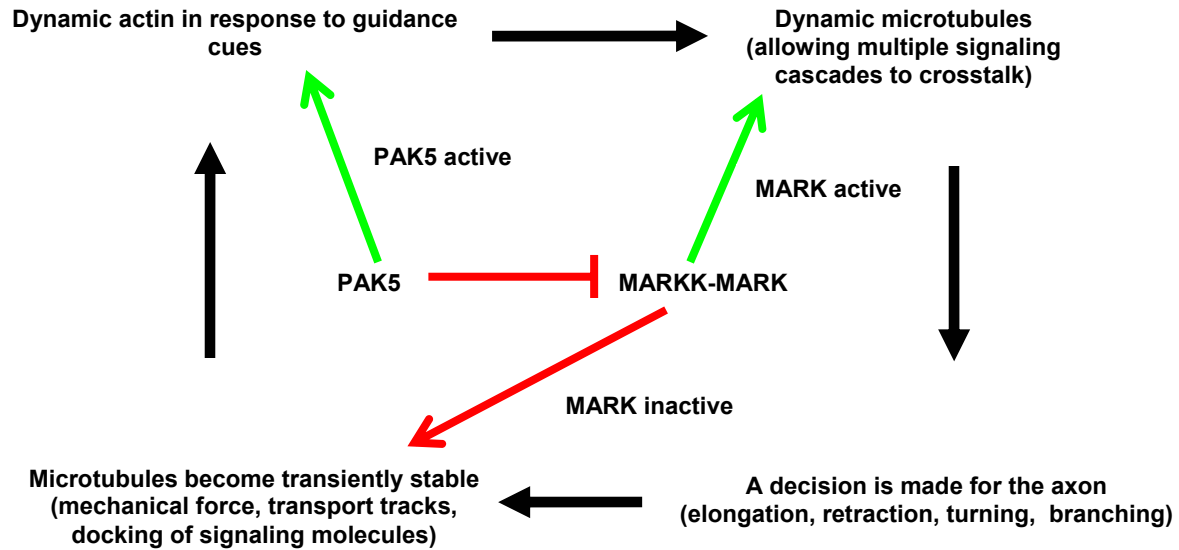 Dynamic actin in response to guidance
cues
Dynamic microtubules
(allowing multiple signaling
cascades to crosstalk)
PAK5 active
MARK active
PAK5
MARKK-MARK
MARK inactive
Microtubules become transiently stable
(mechanical force, transport tracks,
docking of signaling molecules)
A decision is made for the axon
(elongation, retraction, turning,  branching)